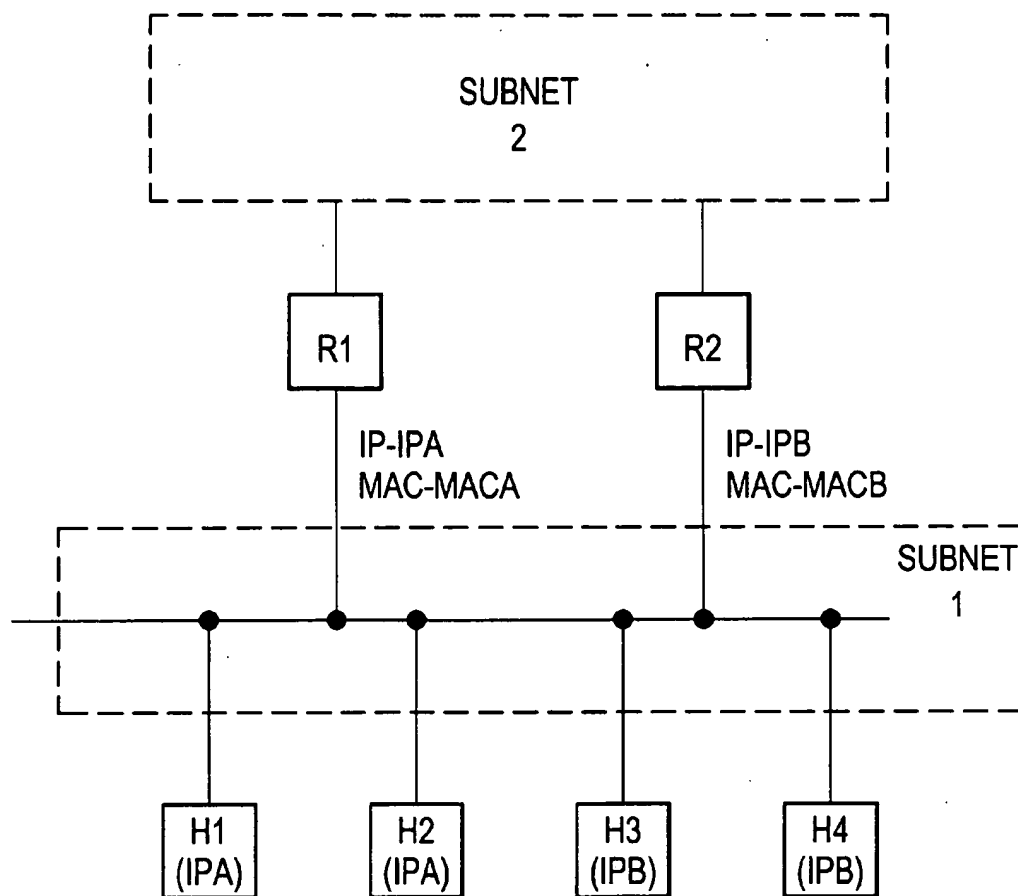 SUBNET
2
R1
R2
IP-IPA
MAC-MACA
IP-IPB
MAC-MACB
SUBNET
1
H1
(IPA)
H2
(IPA)
H3
(IPB)
H4
(IPB)